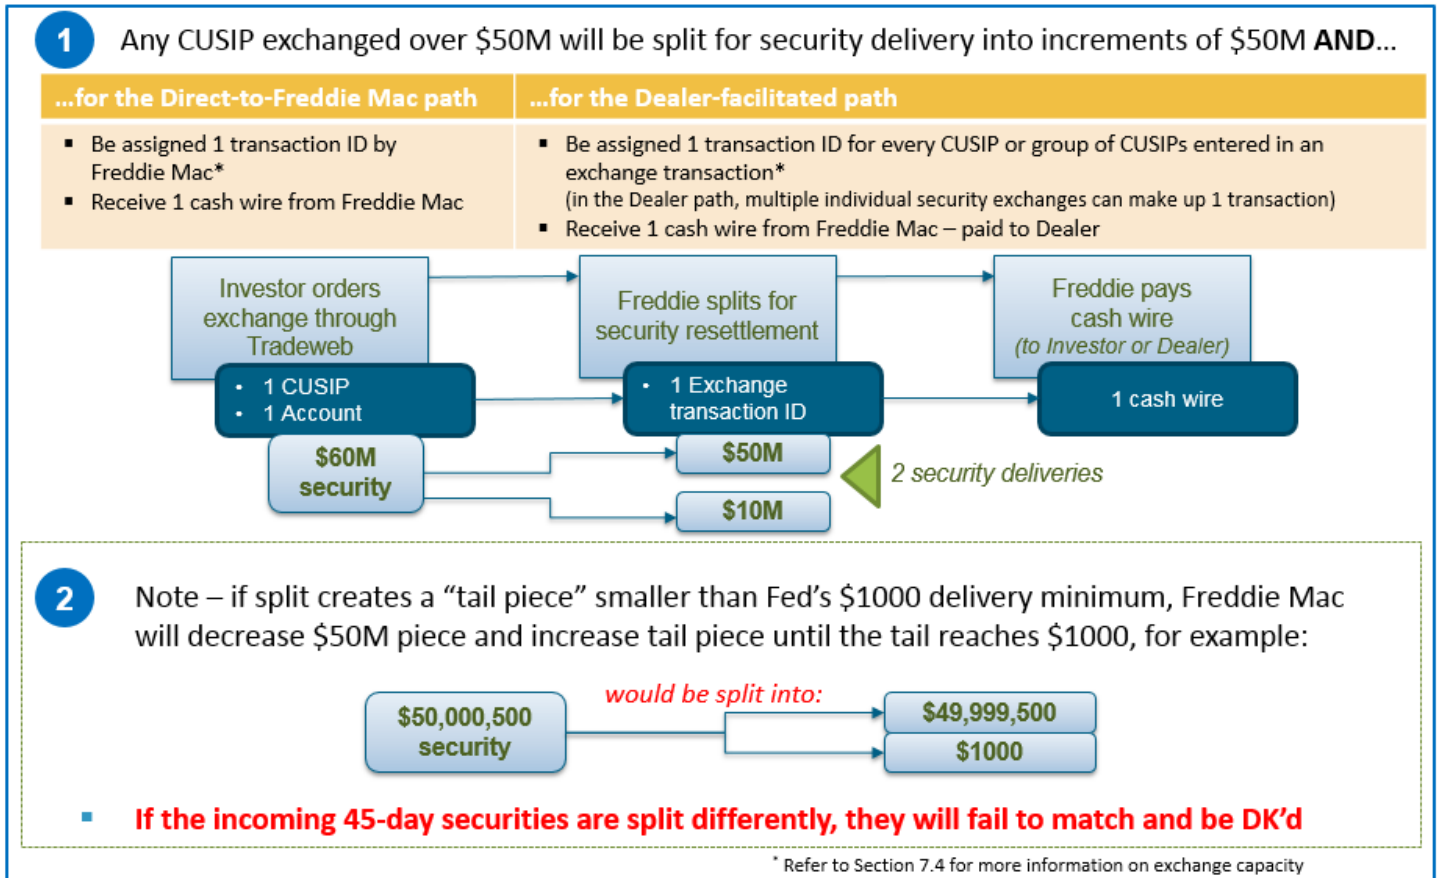 1 Any CUSIP exchanged over $50M will be split for security delivery into increments of $50M AND...
...for the Direct-to-Freddie Mac path
▪ Be assigned 1 transaction ID by
Freddie Mac*
▪ Receive 1 cash wire from Freddie Mac
...for the Dealer-facilitated path
▪ Be assigned 1 transaction ID for every CUSIP or group of CUSIPs entered in an
exchange transaction*
(in the Dealer path, multiple individual security exchanges can make up 1 transaction)
▪ Receive 1 cash wire from Freddie Mac – paid to Dealer
Investor orders
exchange through
Tradeweb
• 1 CUSIP
• 1 Account
Freddie splits for
security resettlement
• 1 Exchange
transaction ID
Freddie pays
cash wire
(to Investor or Dealer)
1 cash wire
$60M
security
$50M
$10M
2 security deliveries
2 Note – if split creates a “tail piece” smaller than Fed’s $1000 delivery minimum, Freddie Mac
will decrease $50M piece and increase tail piece until the tail reaches $1000, for example:
$50,000,500
security
would be split into:
$49,999,500
$1000
▪ If the incoming 45-day securities are split differently, they will fail to match and be DK’d
* Refer to Section 7.4 for more information on exchange capacity